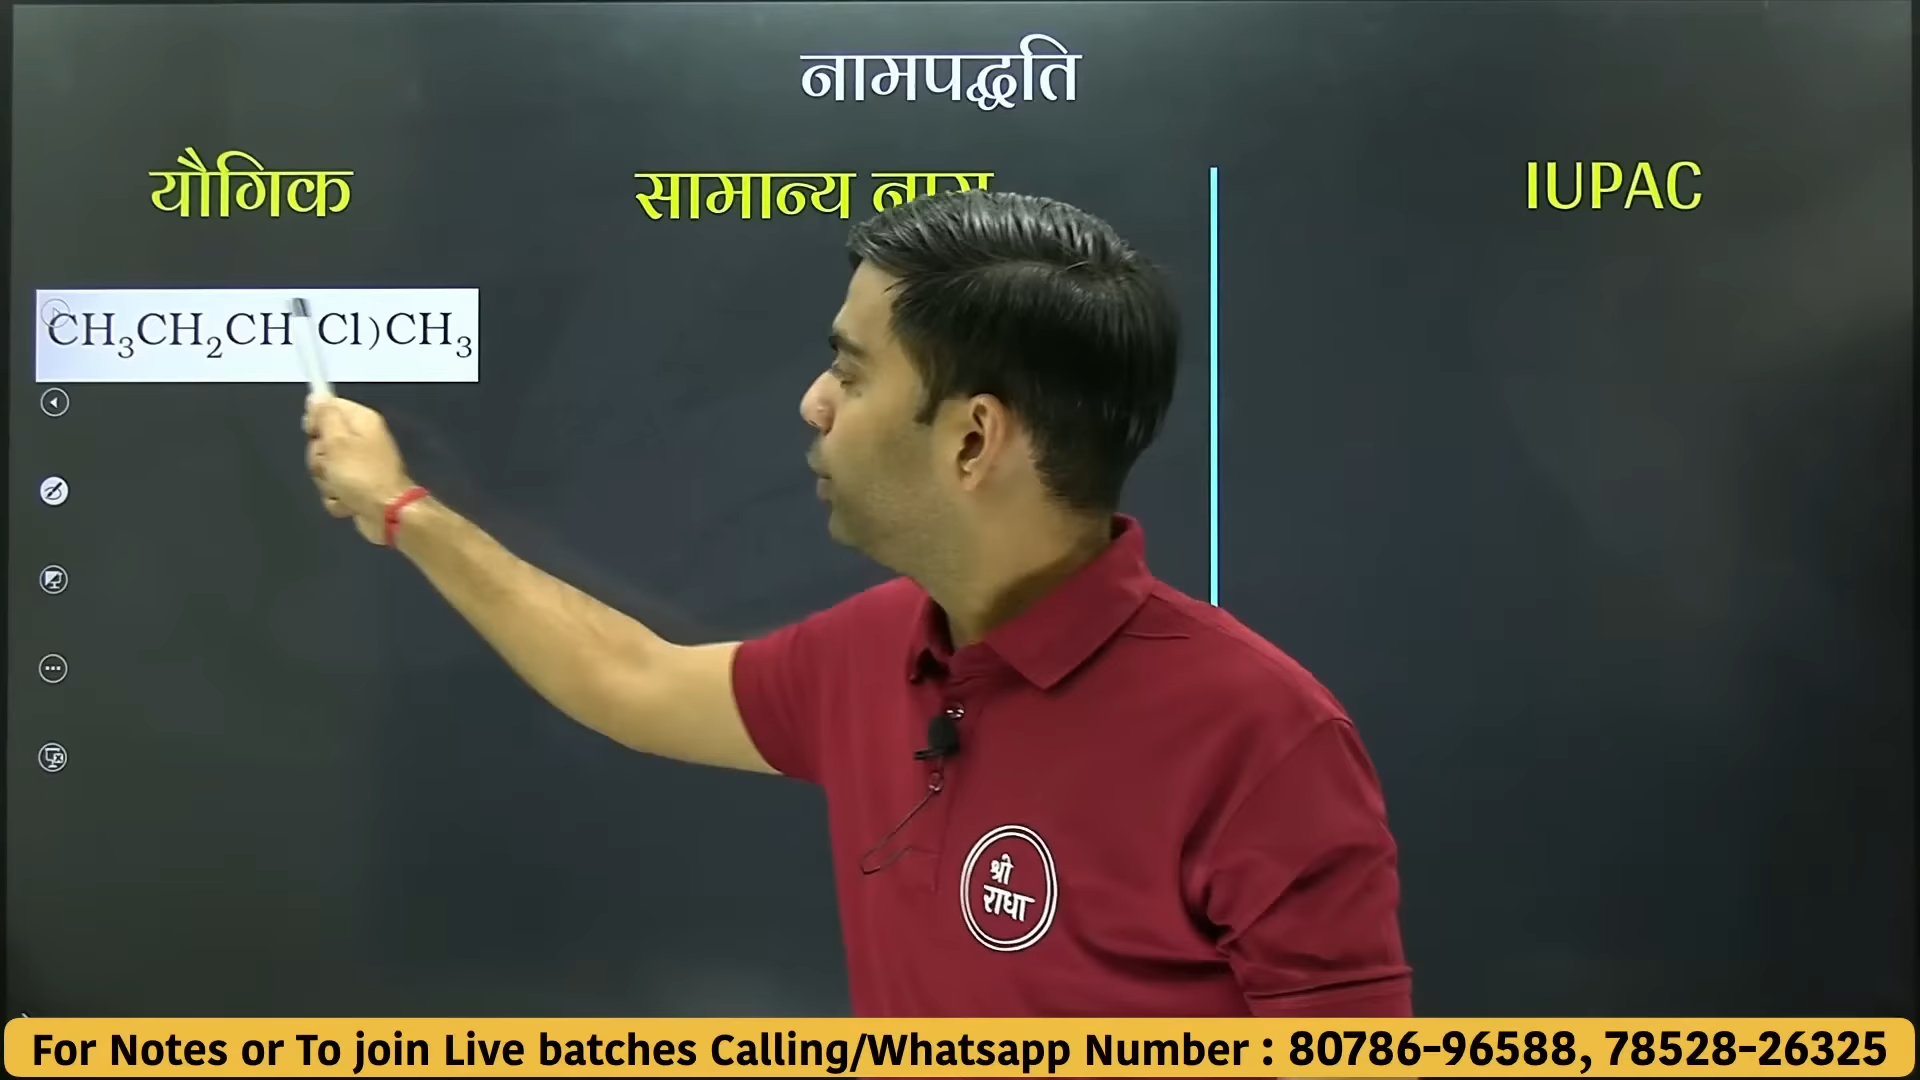 नामपद्धति
यौगिक
सामान्य नाम
IUPAC
CH₃CH₂CH Cl)CH₃
श्री
राधा
For Notes or To join Live batches Calling/Whatsapp Number : 80786-96588, 78528-26325